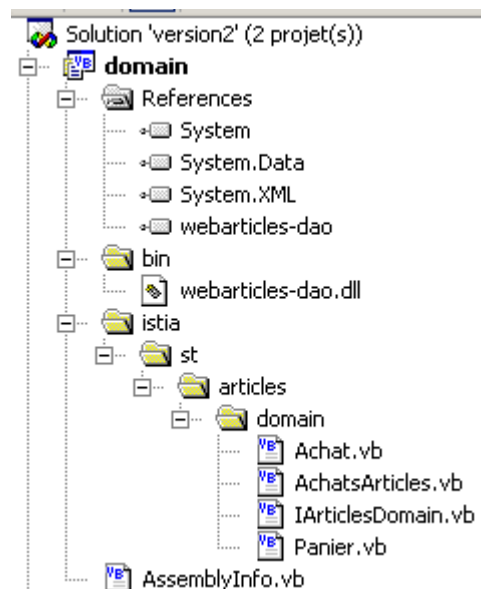 Solution 'version2' (2 projet(s))
domain
References
System
System.Data
System.XML
webarticles-dao
bin
webarticles-dao.dll
istia
st
articles
domain
Achat.vb
AchatsArticles.vb
IArticlesDomain.vb
Panier.vb
AssemblyInfo.vb